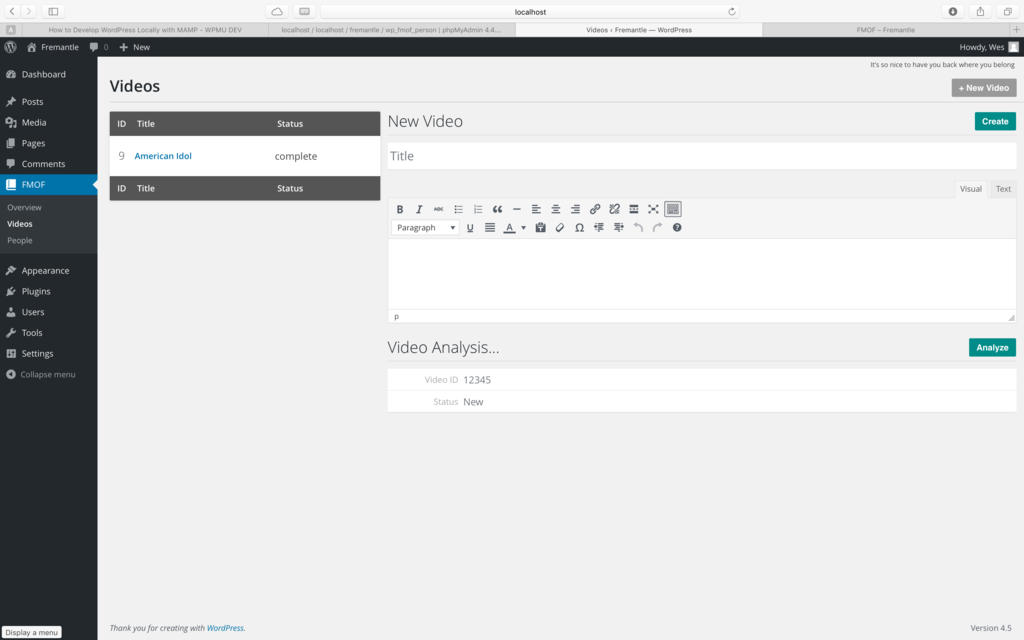 localhost
How to Develop WordPress Locally with MAMP - WPMU DEV
localhost / localhost / fremantle / wp_fmof_person | phpMyAdmin 4.4....
Videos ‹ Fremantle — WordPress
FMOF – Fremantle
Fremantle
0
New
Howdy, Wes
It's so nice to have you back where you belong
Dashboard
Posts
Media
Pages
Comments
FMOF
Overview
Videos
People
Appearance
Plugins
Users
Tools
Settings
Collapse menu
Videos
+ New Video
ID Title Status
9 American Idol complete
ID Title Status
New Video
Create
Title
Visual Text
B I ABC
Paragraph U A Ω
p
Video Analysis...
Analyze
Video ID 12345
Status New
Thank you for creating with WordPress.
Version 4.5
Display a menu